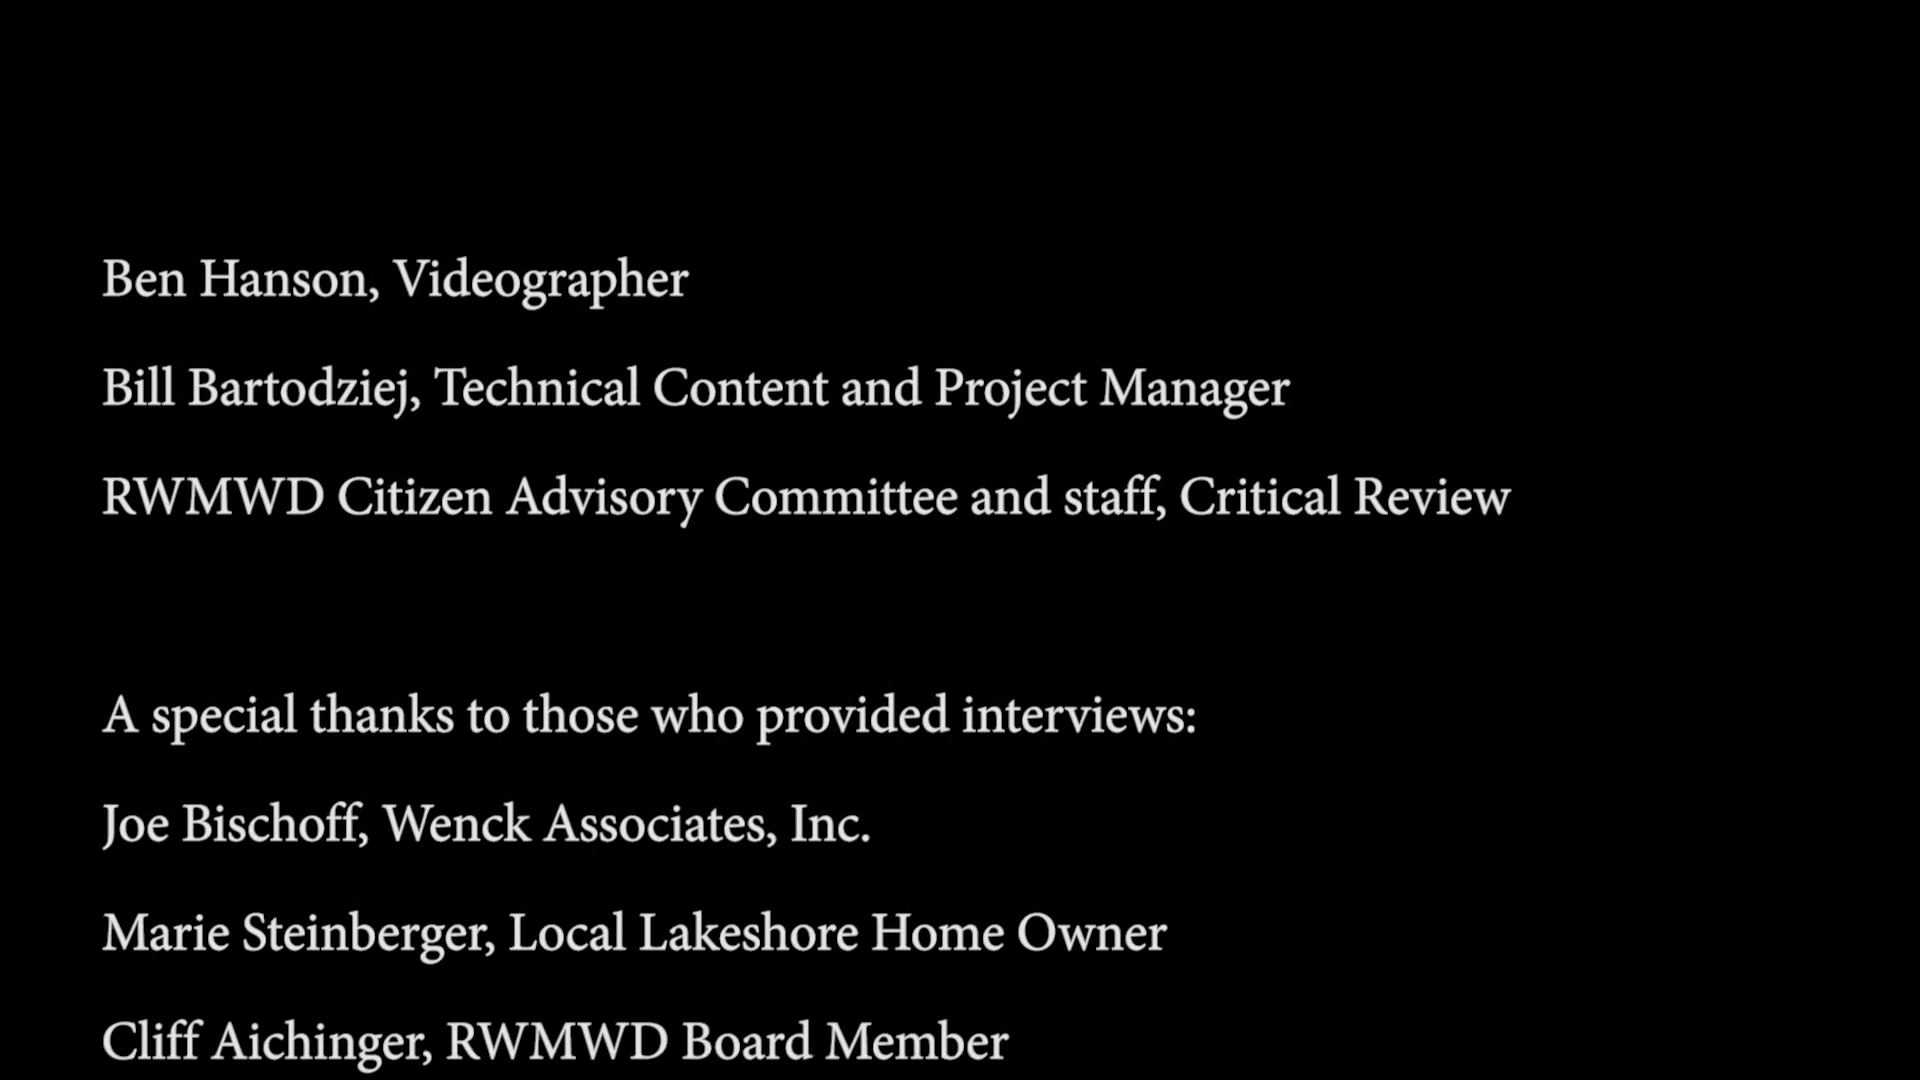 Ben Hanson, Videographer
Bill Bartodziej, Technical Content and Project Manager
RWMWD Citizen Advisory Committee and staff, Critical Review
A special thanks to those who provided interviews:
Joe Bischoff, Wenck Associates, Inc.
Marie Steinberger, Local Lakeshore Home Owner
Cliff Aichinger, RWMWD Board Member